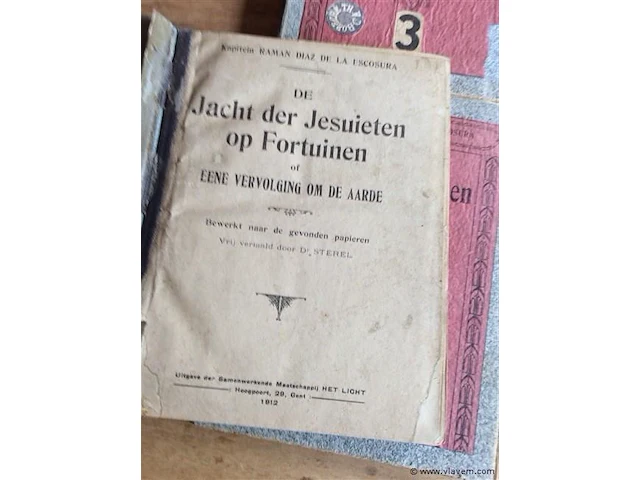 Kapitein RAMAN DIAZ DE LA ESCOSURA
DE
Jacht der Jesuieten
op Fortuinen
of
EENE VERVOLGING OM DE AARDE
Bewerkt naar de gevonden papieren
Vrij vertaald door Dr STEREL
Uitgave der Samenwerkende Maatschappij HET LICHT
Hoogpoort, 29, Gent
1912
3
en
© www.vlavem.com